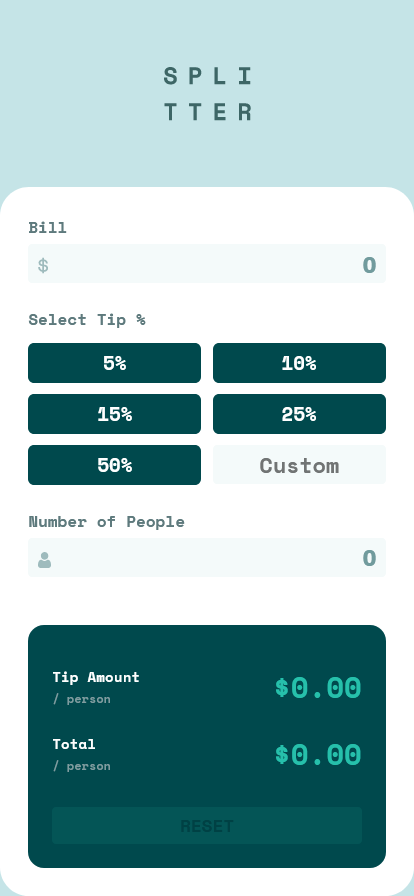 SPLI
TTER
Bill
$ 0
Select Tip %
5% 10%
15% 25%
50% Custom
Number of People
0
Tip Amount
/ person
$0.00
Total
/ person
$0.00
RESET